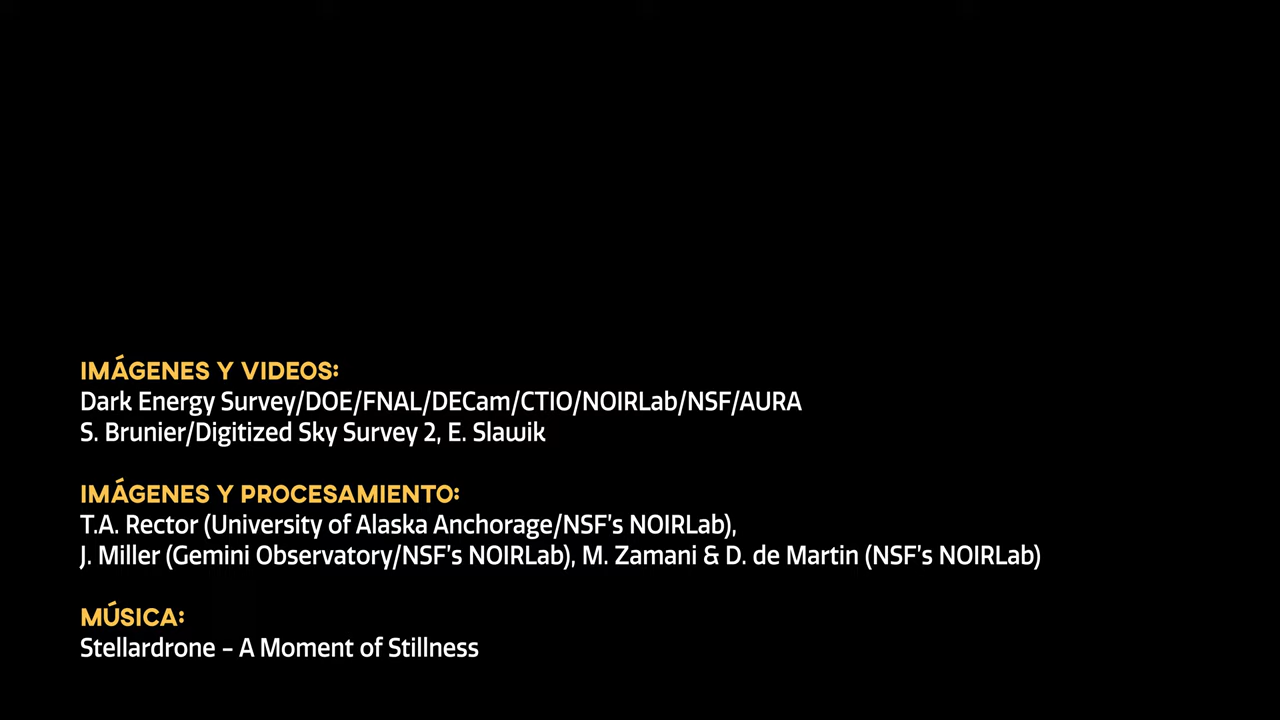 IMÁGENES Y VIDEOS:
Dark Energy Survey/DOE/FNAL/DECam/CTIO/NOIRLab/NSF/AURA
S. Brunier/Digitized Sky Survey 2, E. Slawik
IMÁGENES Y PROCESAMIENTO:
T.A. Rector (University of Alaska Anchorage/NSF’s NOIRLab),
J. Miller (Gemini Observatory/NSF’s NOIRLab), M. Zamani & D. de Martin (NSF’s NOIRLab)
MÚSICA:
Stellardrone – A Moment of Stillness